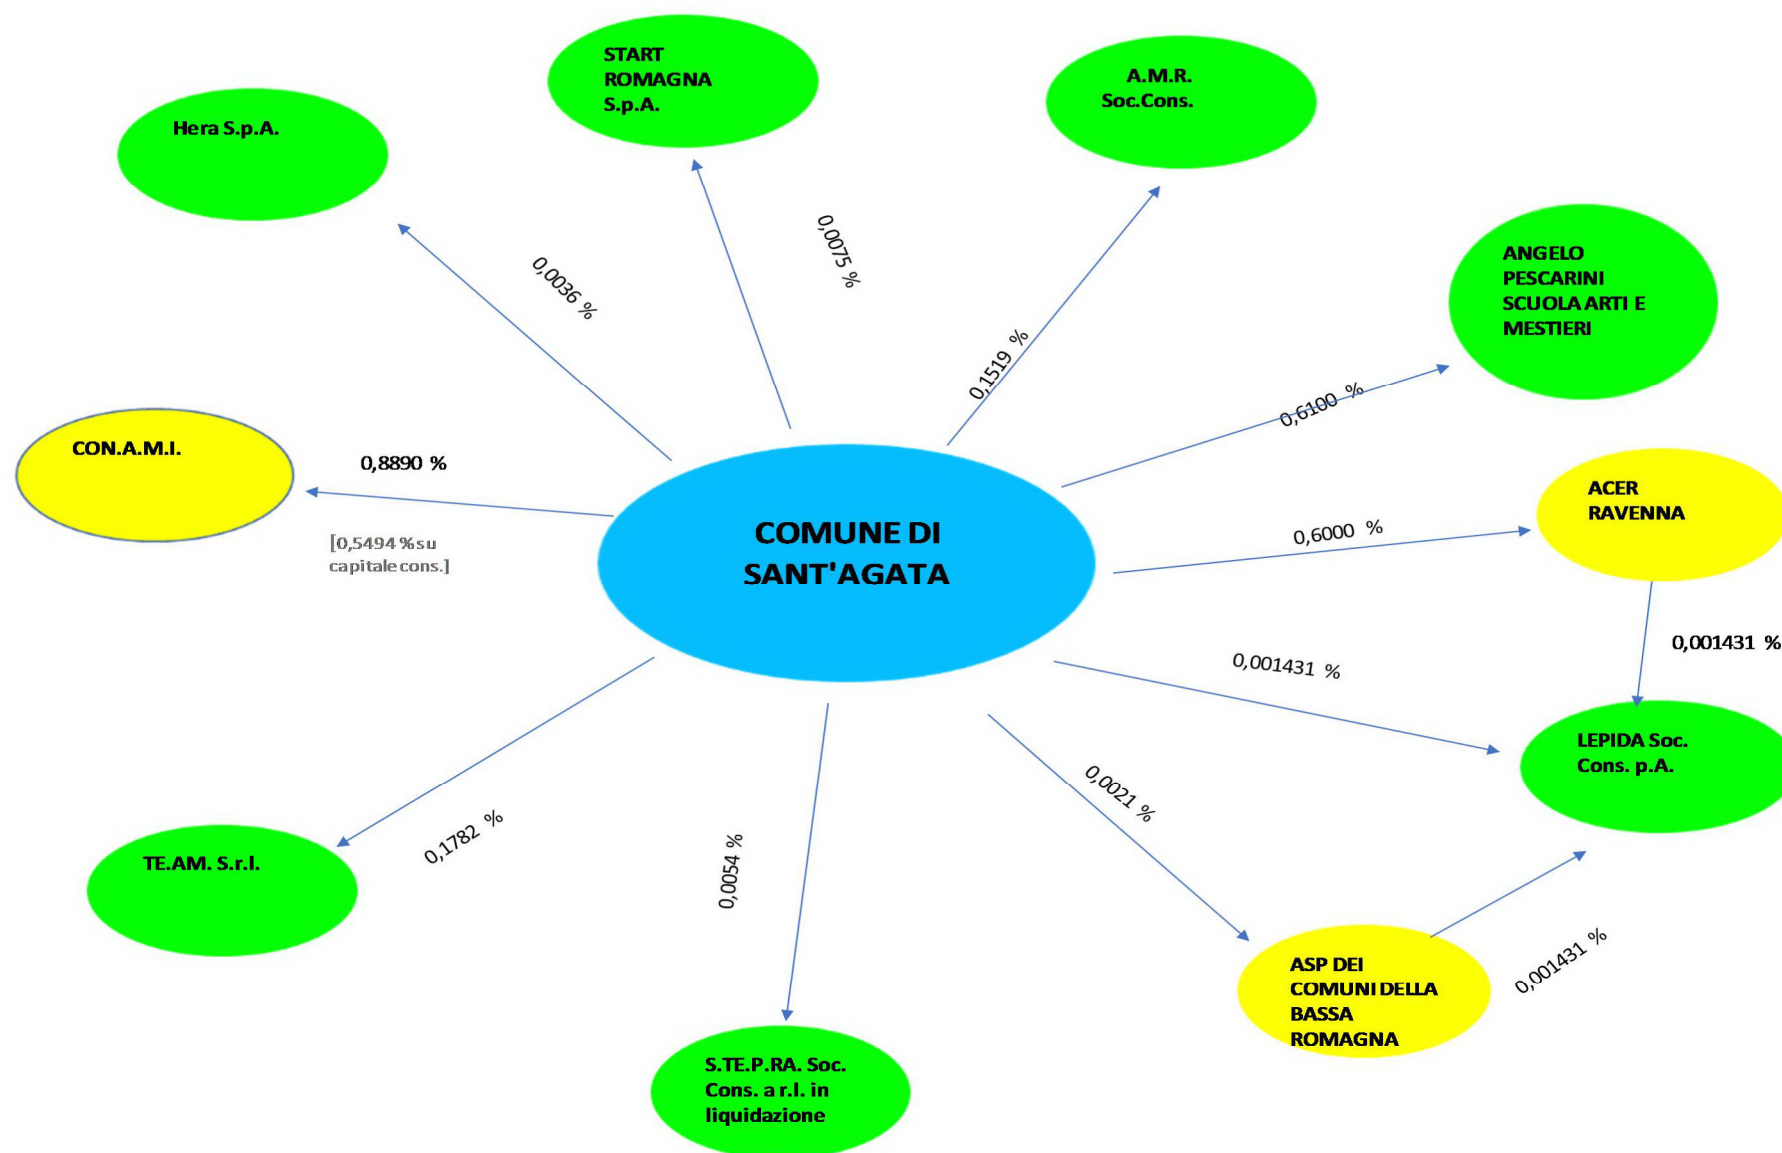 START
ROMAGNA
S.p.A.
A.M.R.
Soc.Cons.
Hera S.p.A.
0,0036 %
0,0075 %
0,1519 %
ANGELO
PESCARINI
SCUOLA ARTI E
MESTIERI
0,6100 %
CON.A.M.I.
0,8890 %
[0,5494 % su
capitale cons.]
COMUNE DI
SANT'AGATA
0,6000 %
ACER
RAVENNA
0,001431 %
0,001431 %
LEPIDA Soc.
Cons. p.A.
TE.AM. S.r.l.
0,1782 %
0,0054 %
0,0021 %
ASP DEI
COMUNI DELLA
BASSA
ROMAGNA
0,001431 %
S.TE.P.RA. Soc.
Cons. a r.l. in
liquidazione